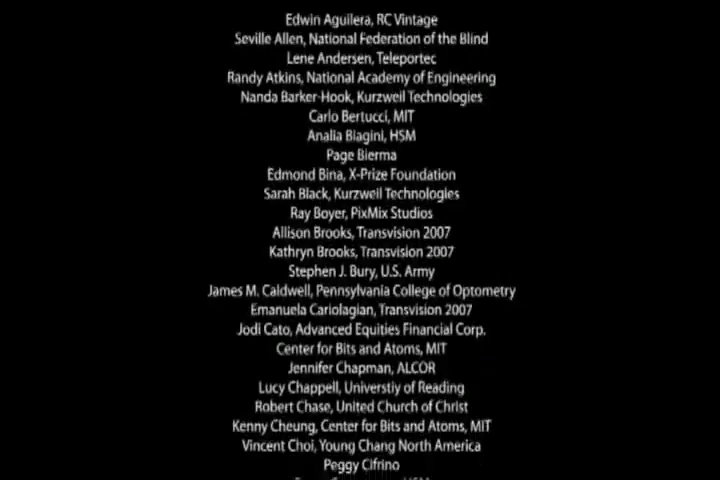 Edwin Aguilera, RC Vintage
Seville Allen, National Federation of the Blind
Lene Andersen, Teleportec
Randy Atkins, National Academy of Engineering
Nanda Barker-Hook, Kurzweil Technologies
Carlo Bertucci, MIT
Analia Biagini, HSM
Page Bierma
Edmond Bina, X-Prize Foundation
Sarah Black, Kurzweil Technologies
Ray Boyer, PixMix Studios
Allison Brooks, Transvision 2007
Kathryn Brooks, Transvision 2007
Stephen J. Bury, U.S. Army
James M. Caldwell, Pennsylvania College of Optometry
Emanuela Cariolagian, Transvision 2007
Jodi Cato, Advanced Equities Financial Corp.
Center for Bits and Atoms, MIT
Jennifer Chapman, ALCOR
Lucy Chappell, Universtiy of Reading
Robert Chase, United Church of Christ
Kenny Cheung, Center for Bits and Atoms, MIT
Vincent Choi, Young Chang North America
Peggy Cifrino